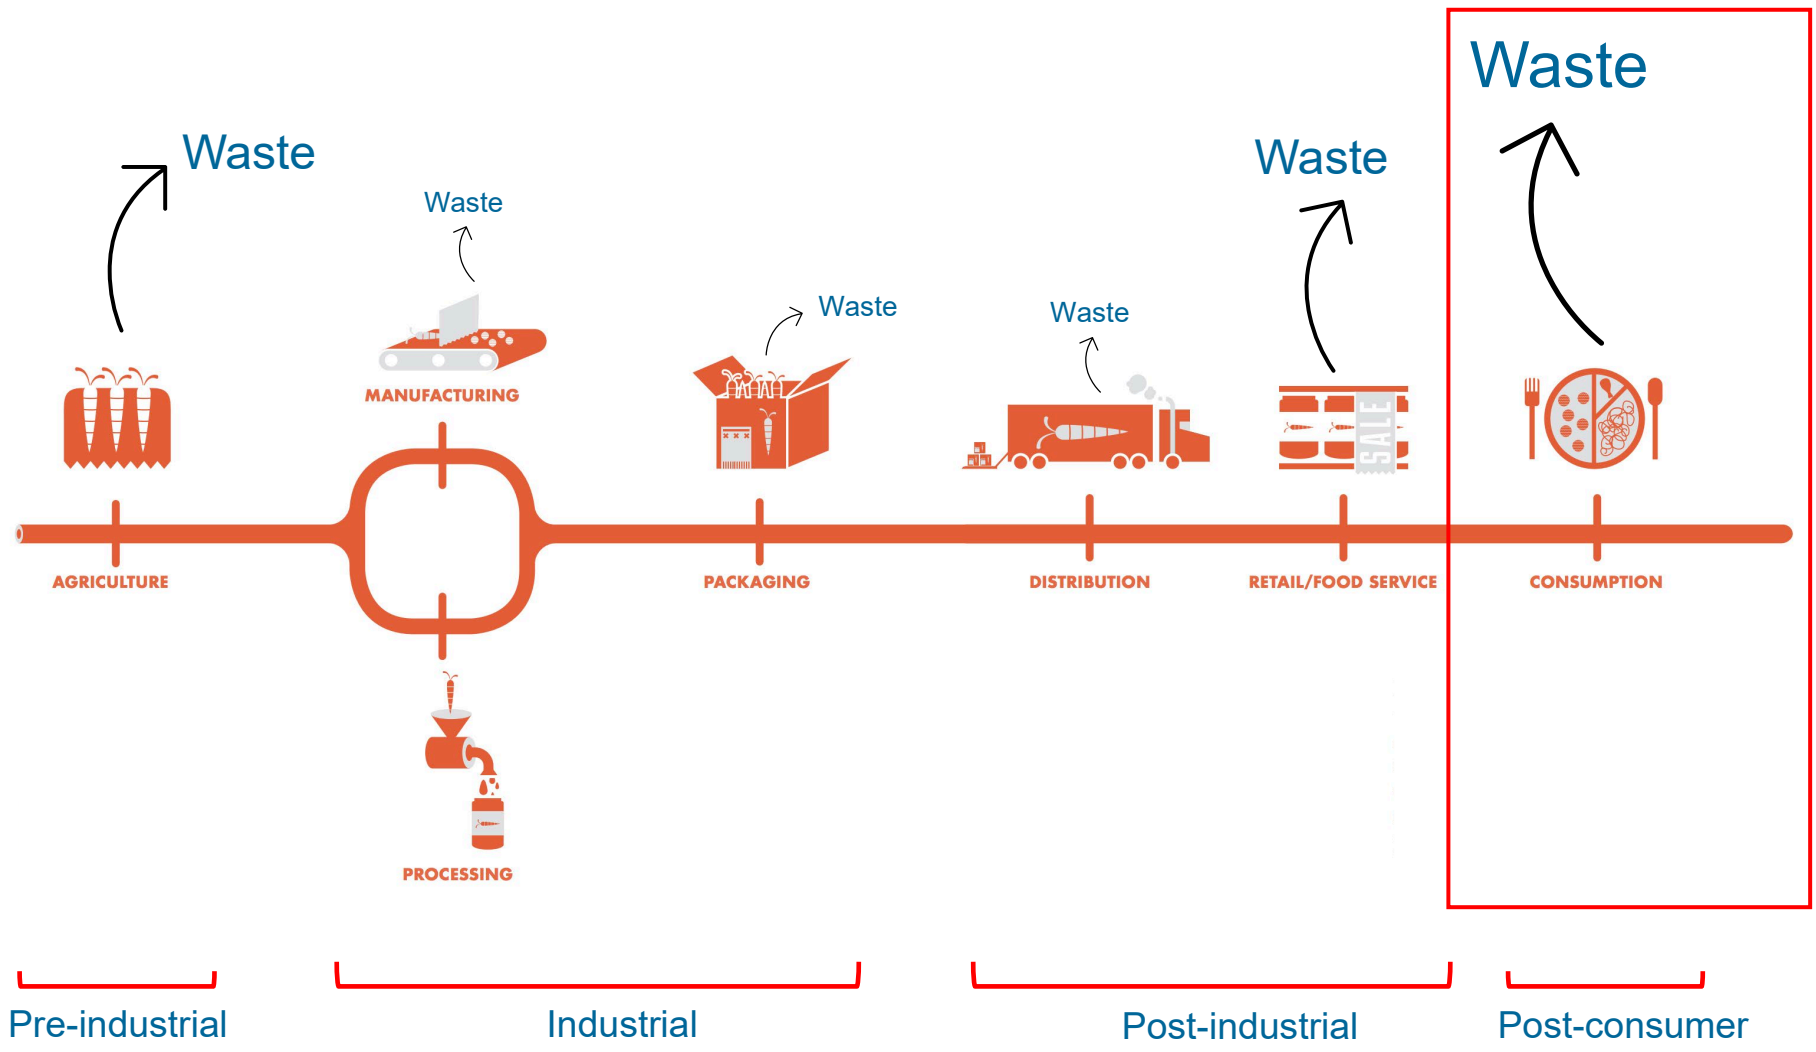 Waste
Waste
Waste
Waste
Waste
Waste
MANUFACTURING
SALE
AGRICULTURE
PACKAGING
DISTRIBUTION
RETAIL/FOOD SERVICE
CONSUMPTION
PROCESSING
Pre-industrial
Industrial
Post-industrial
Post-consumer